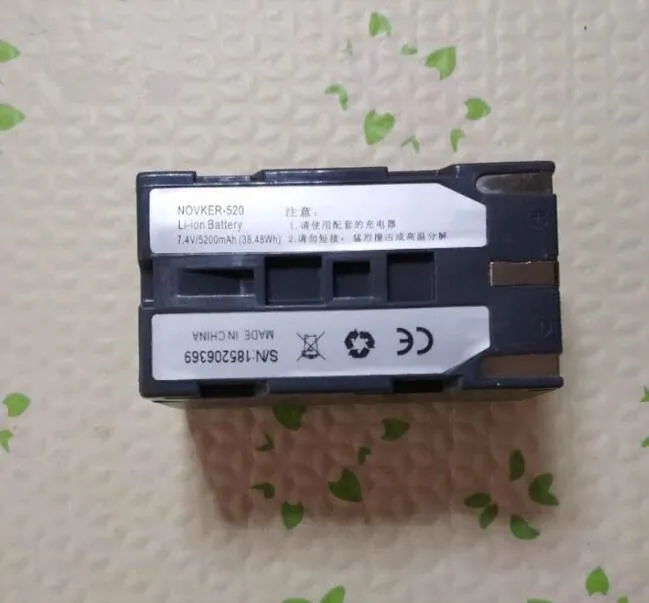 NOVKER-520
Li-ion Battery
7.4V/5200mAh (38.48Wh)
注意:
1.请使用配套的充电器
2.请勿短接、猛烈撞击或高温分解
S/N:185206369
MADE IN CHINA
CE
+
-